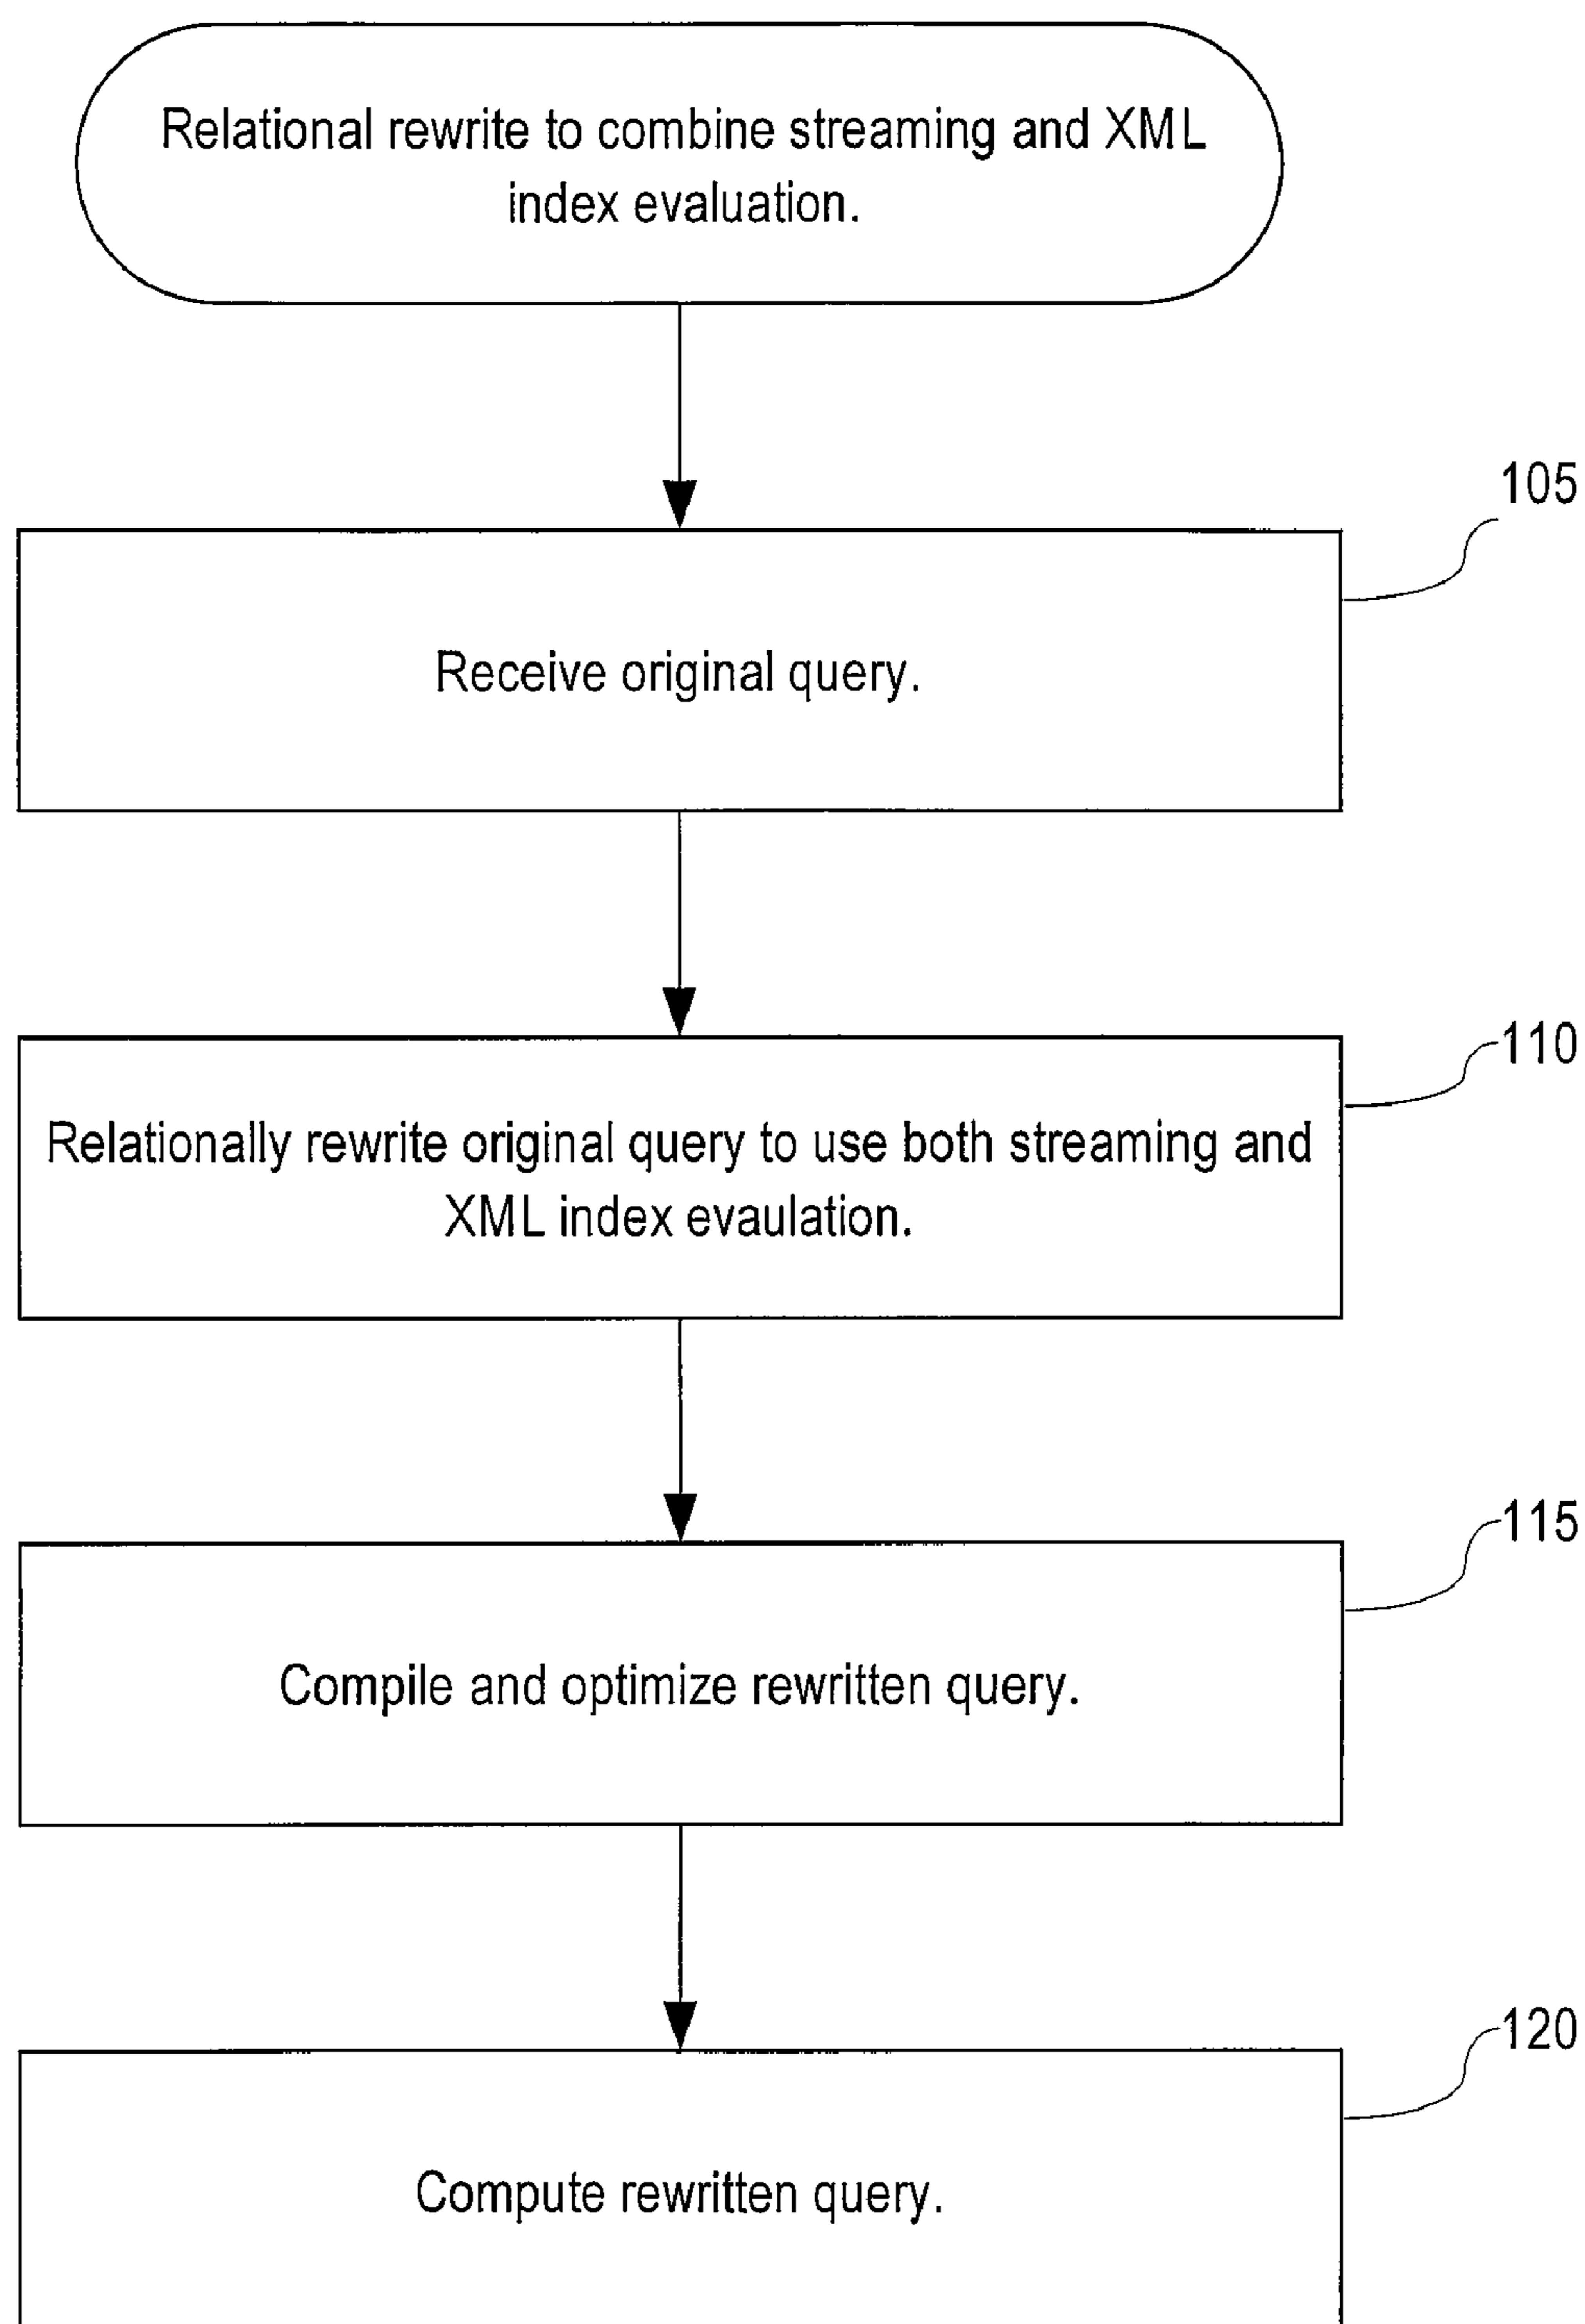 Relational rewrite to combine streaming and XML
index evaluation.
105
Receive original query.
110
Relationally rewrite original query to use both streaming and
XML index evaulation.
115
Compile and optimize rewritten query.
120
Compute rewritten query.